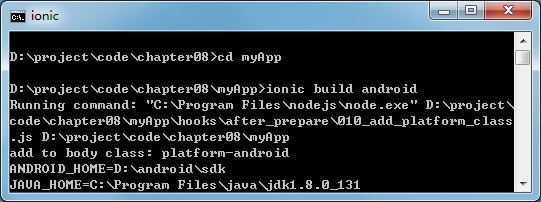 ionic
D:\project\code\chapter08>cd myApp
D:\project\code\chapter08\myApp>ionic build android
Running command: "C:\Program Files\nodejs\node.exe" D:\project\
code\chapter08\myApp\hooks\after_prepare\010_add_platform_class
.js D:\project\code\chapter08\myApp
add to body class: platform-android
ANDROID_HOME=D:\android\sdk
JAVA_HOME=C:\Program Files\java\jdk1.8.0_131